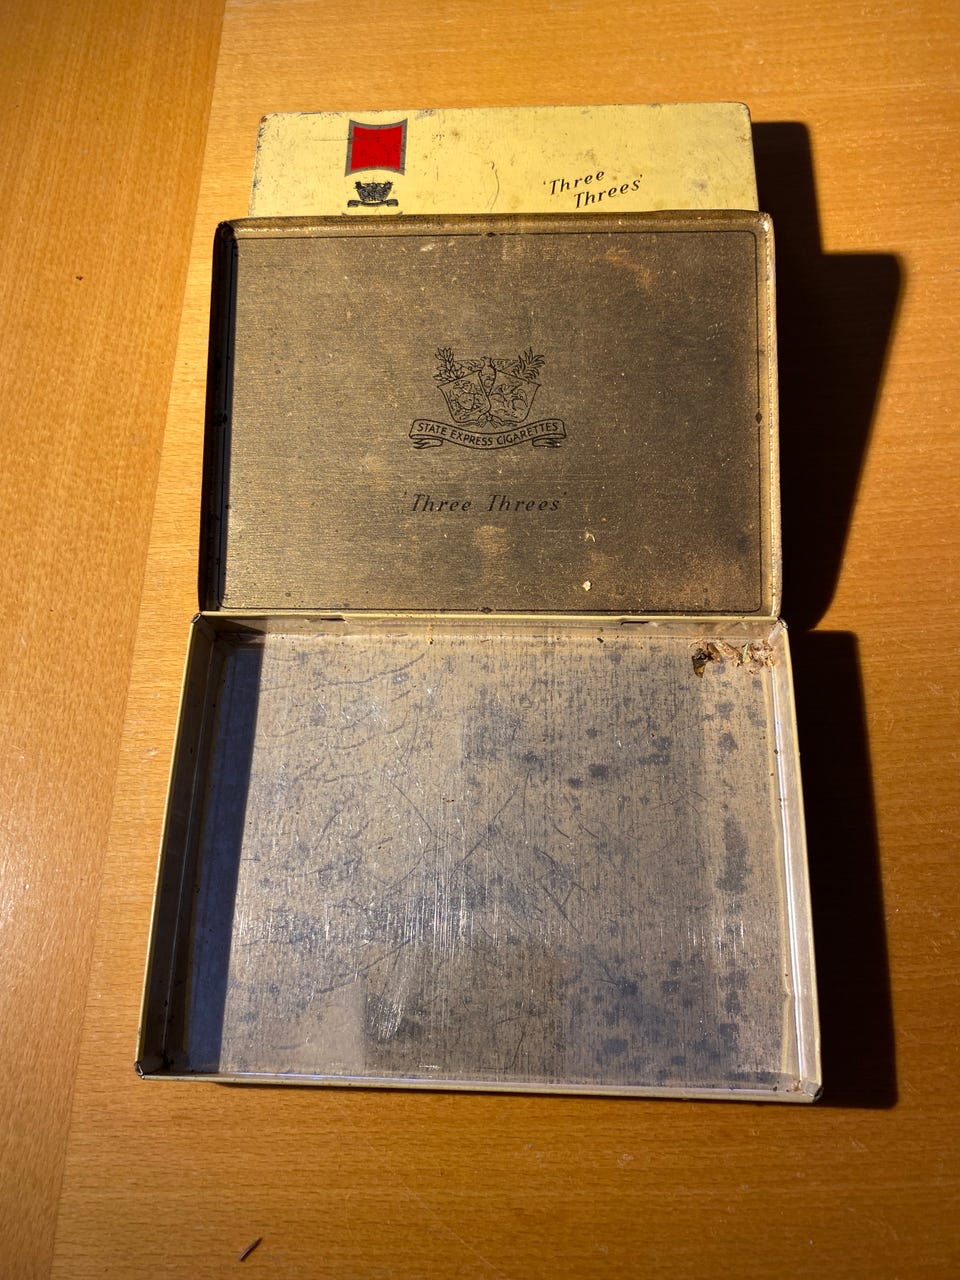 'Three
Threes'
STATE EXPRESS CIGARETTES
'Three Threes'